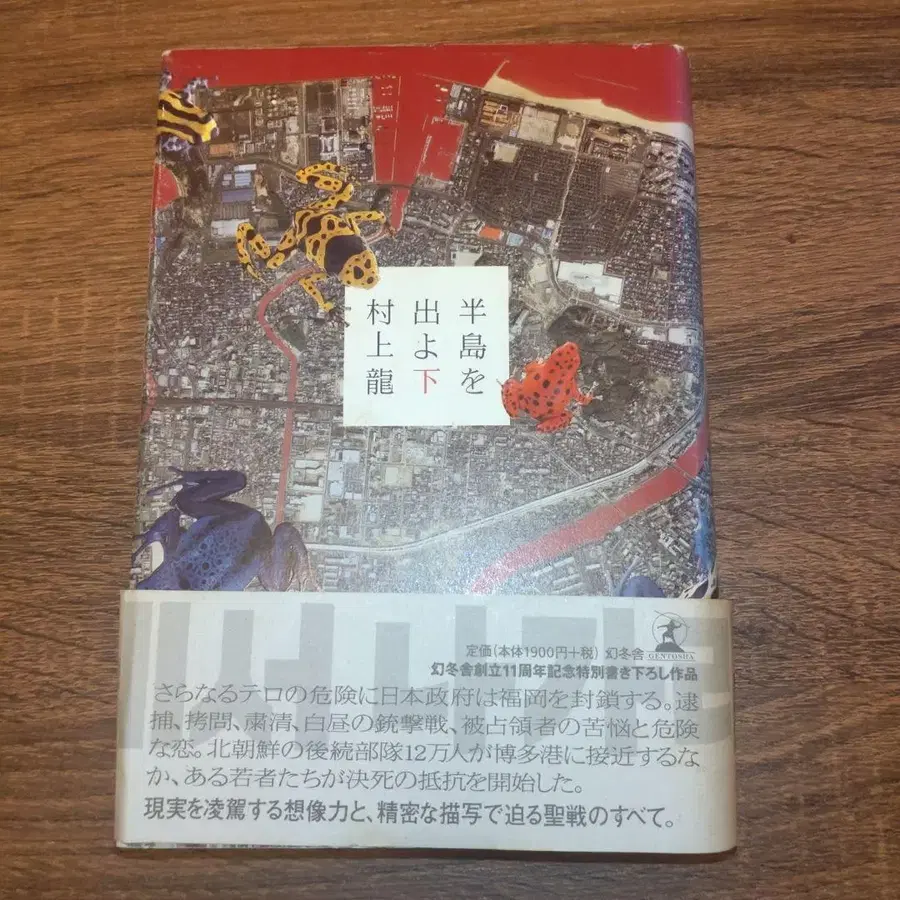 半島を
出よ下
村上龍
定価(本体1900円+税) 幻冬舎
GENTOSHA
幻冬舎創立11周年記念特別書き下ろし作品
さらなるテロの危険に日本政府は福岡を封鎖する。逮
捕、拷問、粛清、白昼の銃撃戦、被占領者の苦悩と危険
な恋。北朝鮮の後続部隊12万人が博多港に接近するな
か、ある若者たちが決死の抵抗を開始した。
現実を凌駕する想像力と、精密な描写で迫る聖戦のすべて。